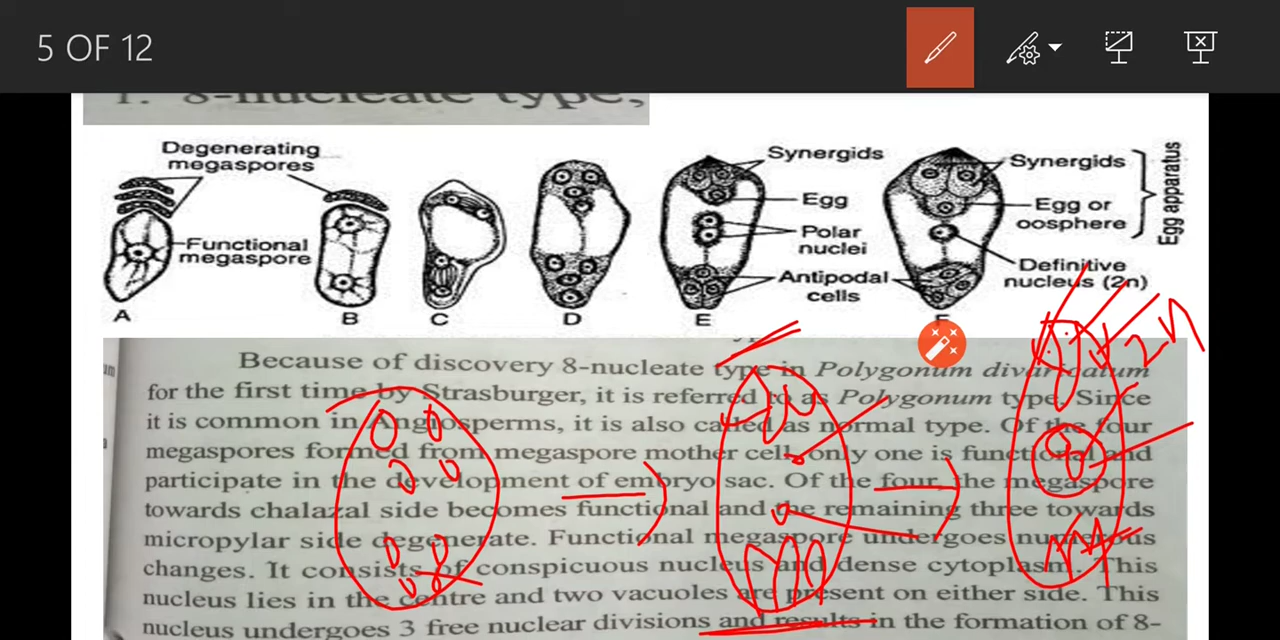 5 OF 12
1. 8-nucleate type,
Degenerating
megaspores
Functional
megaspore
Synergids
Egg
Polar
nuclei
Antipodal
cells
Synergids
Egg or
oosphere
Egg apparatus
Definitive
nucleus (2n)
A
B
C
D
E
F
2n
Because of discovery 8-nucleate type in Polygonum divaricatum
for the first time by Strasburger, it is referred to as Polygonum type. Since
it is common in Angiosperms, it is also called as normal type. Of the four
megaspores formed from megaspore mother cell, only one is functional and
participate in the development of embryo sac. Of the four, the megaspore
towards chalazal side becomes functional and the remaining three towards
micropylar side degenerate. Functional megaspore undergoes numerous
changes. It consists of conspicuous nucleus and dense cytoplasm. This
nucleus lies in the centre and two vacuoles are present on either side. This
nucleus undergoes 3 free nuclear divisions and results in the formation of 8-